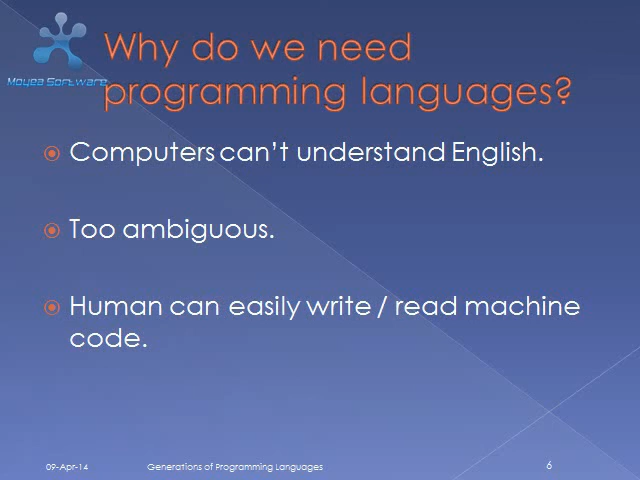 Moyea Software
Why do we need
programming languages?
Computers can't understand English.
Too ambiguous.
Human can easily write / read machine
code.
09-Apr-14
Generations of Programming Languages
6